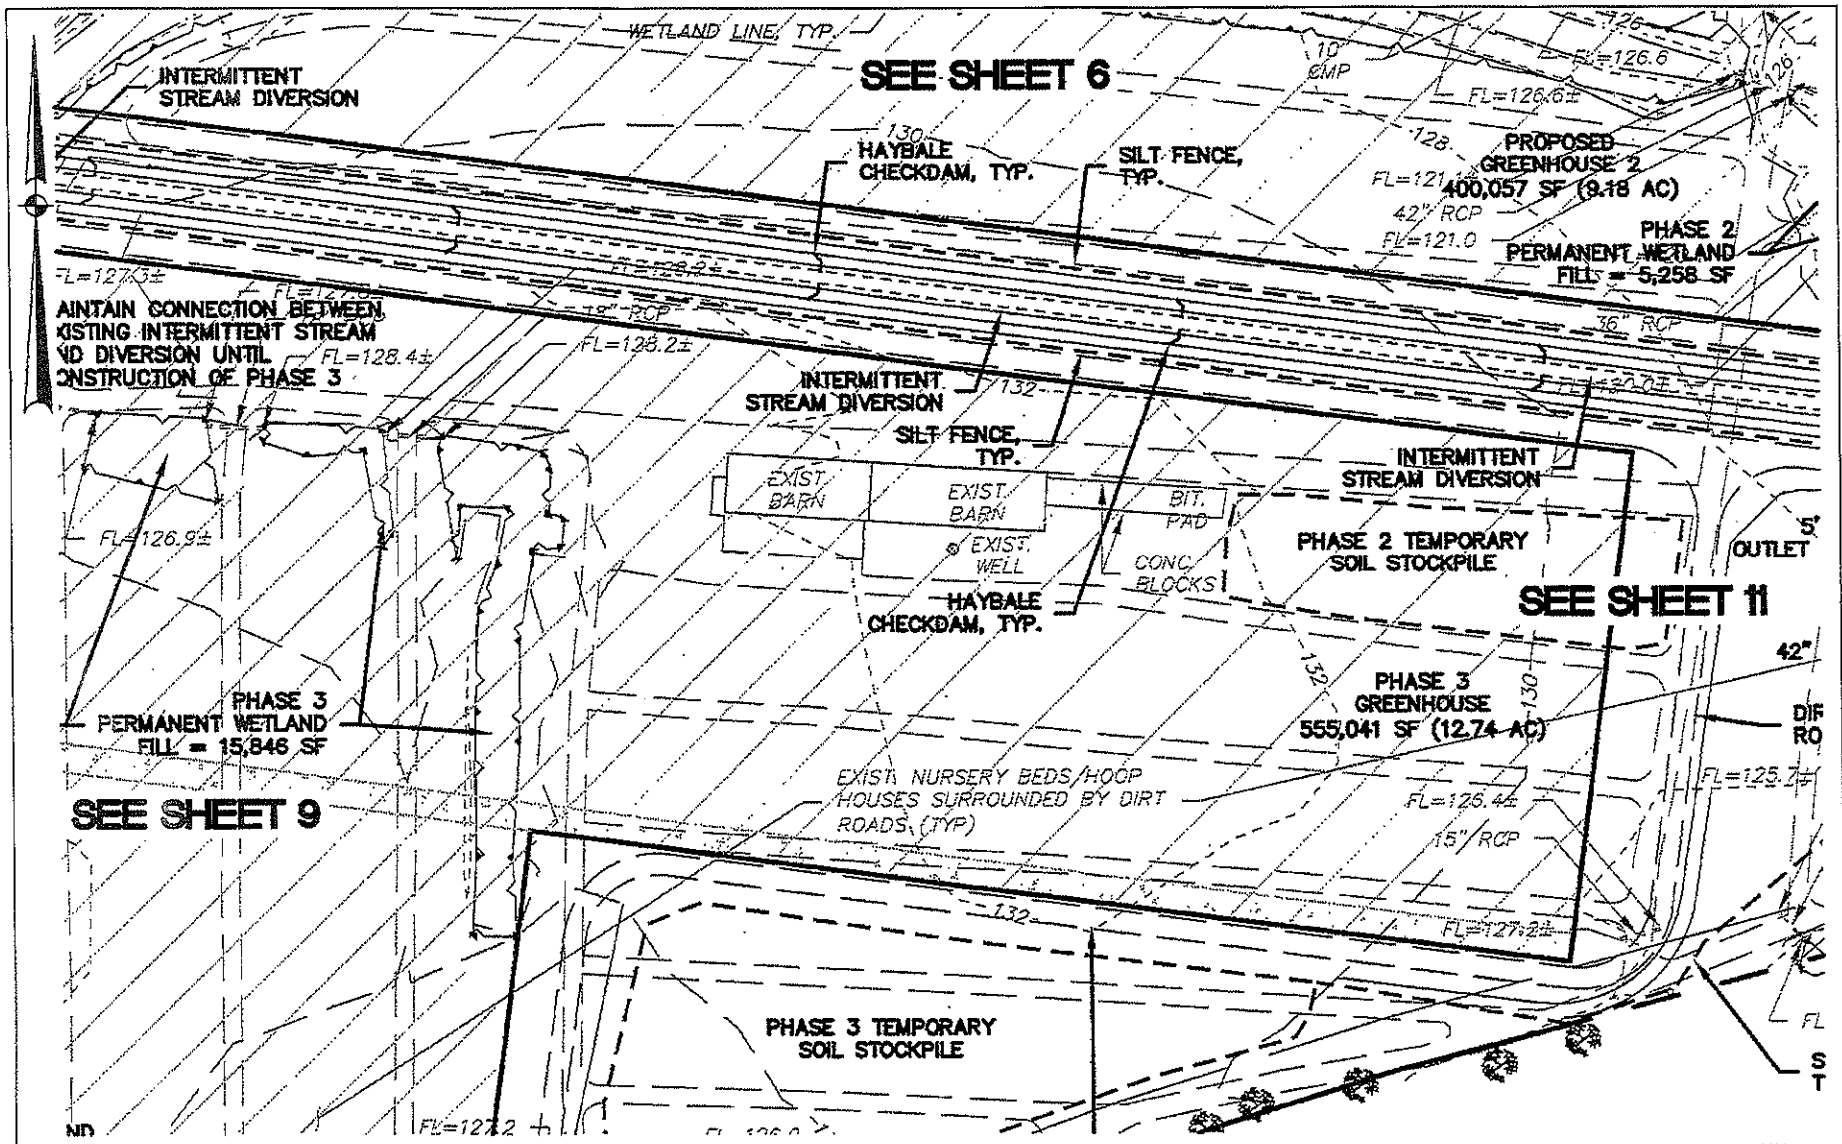 WETLAND LINE, TYP.
126
INTERMITTENT
STREAM DIVERSION
SEE SHEET 6
10"
CMP
FL=126.6
126
FL=126.6±
130
128
HAYBALE
CHECKDAM, TYP.
SILT FENCE,
TYP.
PROPOSED
GREENHOUSE 2
400,057 SF (9.18 AC)
42" RCP
FL=121.0
PHASE 2
PERMANENT WETLAND
FILL = 5,258 SF
FL=127.3±
AINTAIN CONNECTION BETWEEN
XISTING INTERMITTENT STREAM
ND DIVERSION UNTIL
ONSTRUCTION OF PHASE 3
RCP
36" RCP
FL=128.4±
FL=128.2±
INTERMITTENT
STREAM DIVERSION
132
FL=130.0±
SILT FENCE,
TYP.
INTERMITTENT
STREAM DIVERSION
EXIST.
BARN
EXIST.
BARN
BIT.
PAD
FL=126.9±
EXIST.
WELL
CONC.
BLOCKS
PHASE 2 TEMPORARY
SOIL STOCKPILE
5'
OUTLET
HAYBALE
CHECKDAM, TYP.
SEE SHEET 11
132
130
42"
PHASE 3
PERMANENT WETLAND
FILL = 15,846 SF
PHASE 3
GREENHOUSE
555,041 SF (12.74 AC)
DIF
RO
SEE SHEET 9
EXIST. NURSERY BEDS/HOOP
HOUSES SURROUNDED BY DIRT
ROADS (TYP)
FL=125.7±
FL=126.4±
15" RCP
132
FL=127.2±
PHASE 3 TEMPORARY
SOIL STOCKPILE
FL
S
T
ND
FL=127.2